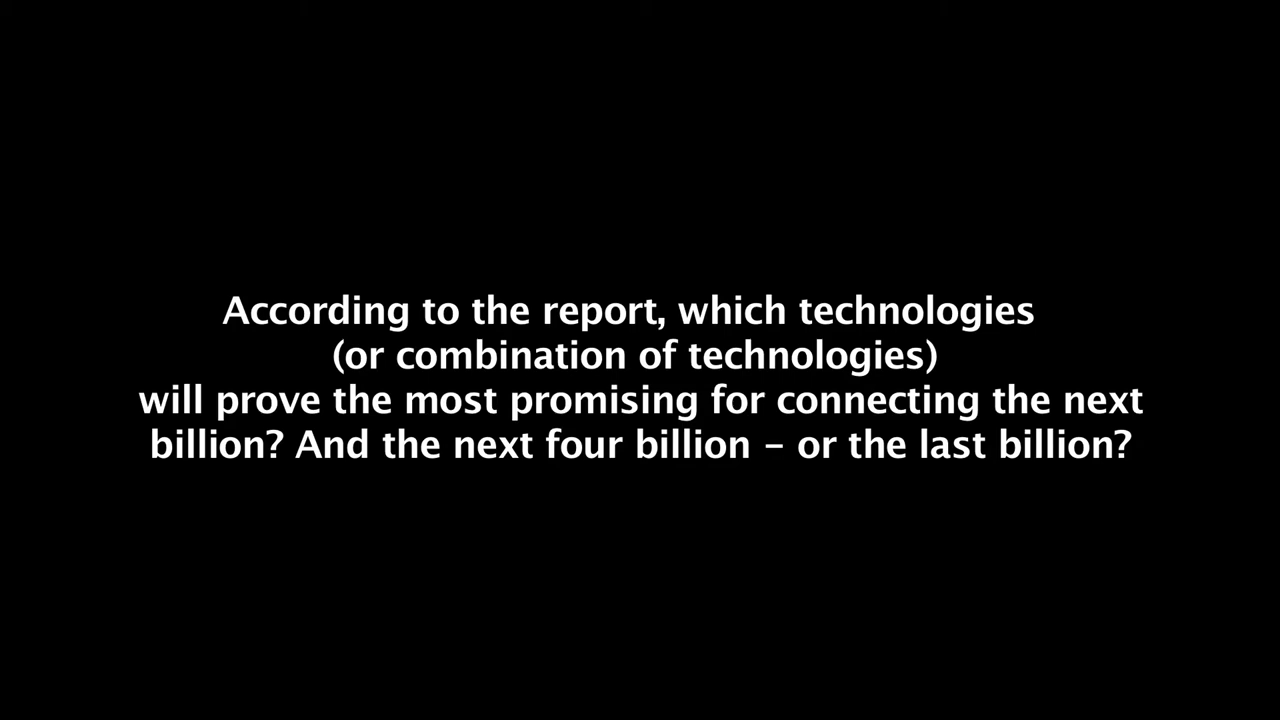 According to the report, which technologies
(or combination of technologies)
will prove the most promising for connecting the next
billion? And the next four billion – or the last billion?